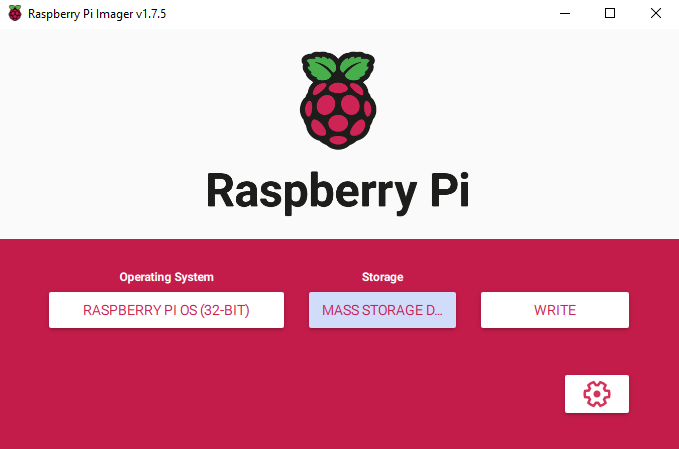 Raspberry Pi Imager v1.7.5
Raspberry Pi
Operating System
Storage
RASPBERRY PI OS (32-BIT)
MASS STORAGE D...
WRITE